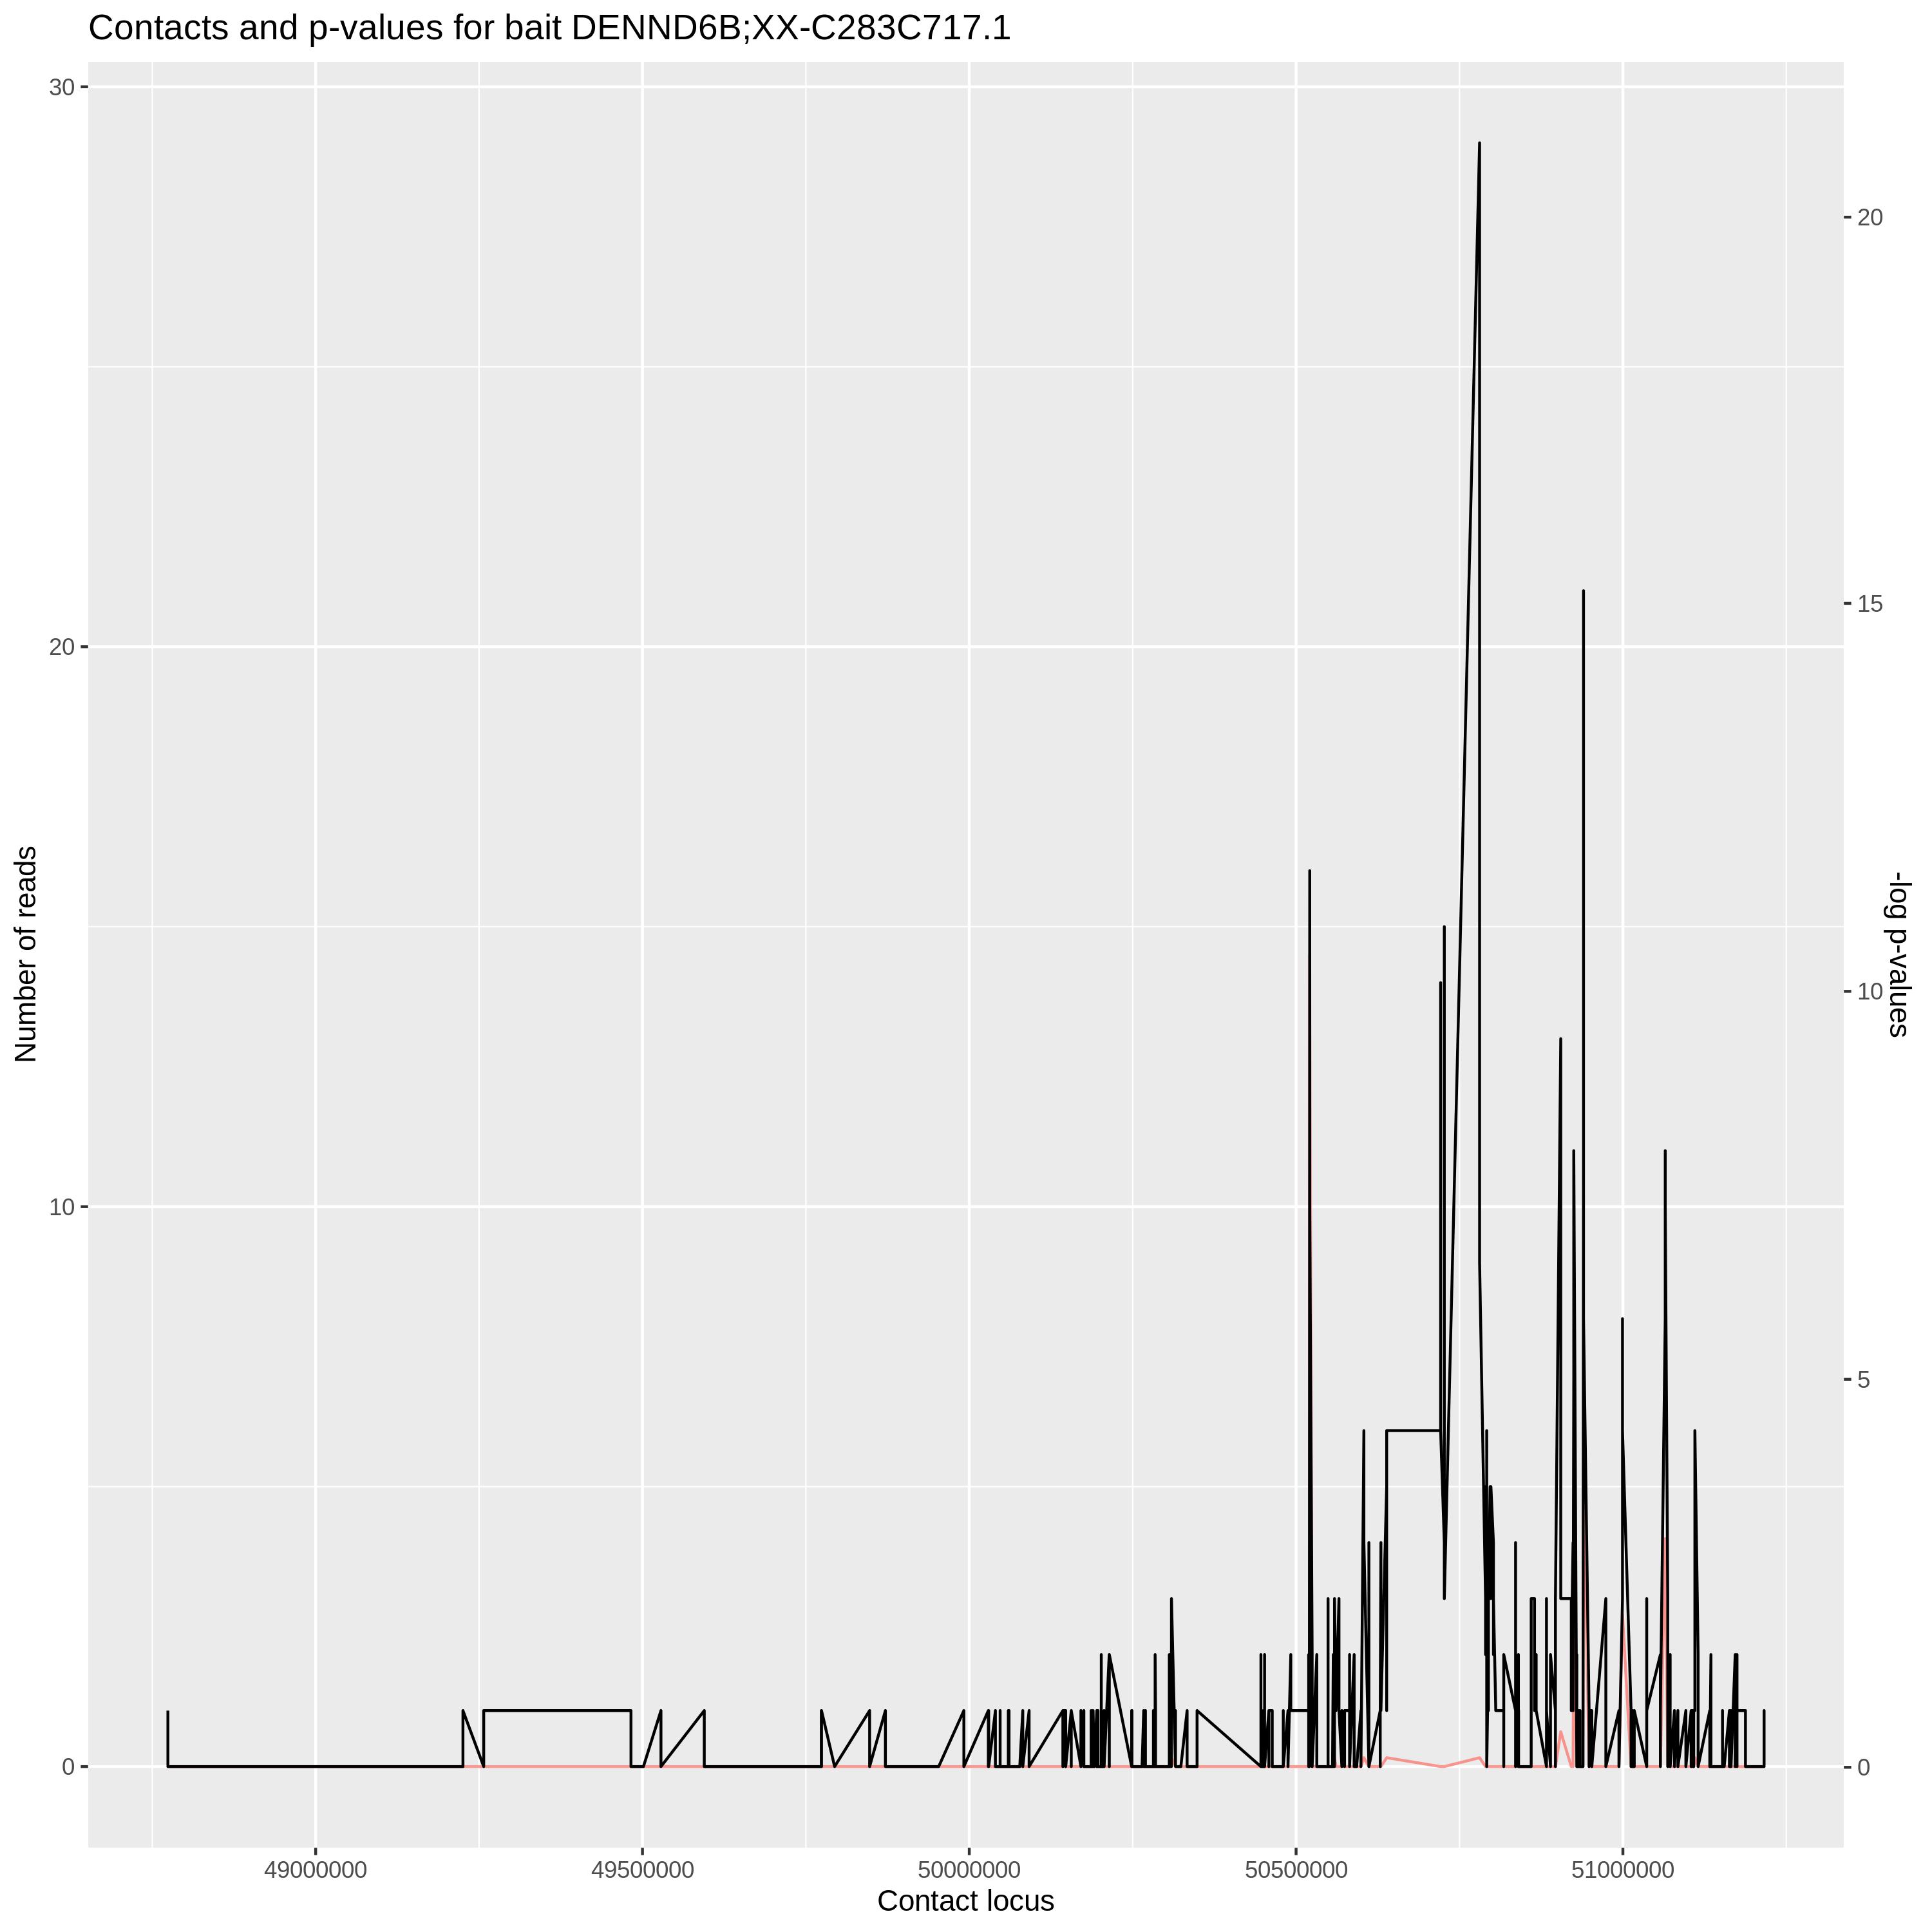 Contacts and p-values for bait DENND6B;XX-C283C717.1
30
20
10
0
Number of reads
20
15
10
5
0
-log p-values
49000000 49500000 50000000 50500000 51000000
Contact locus